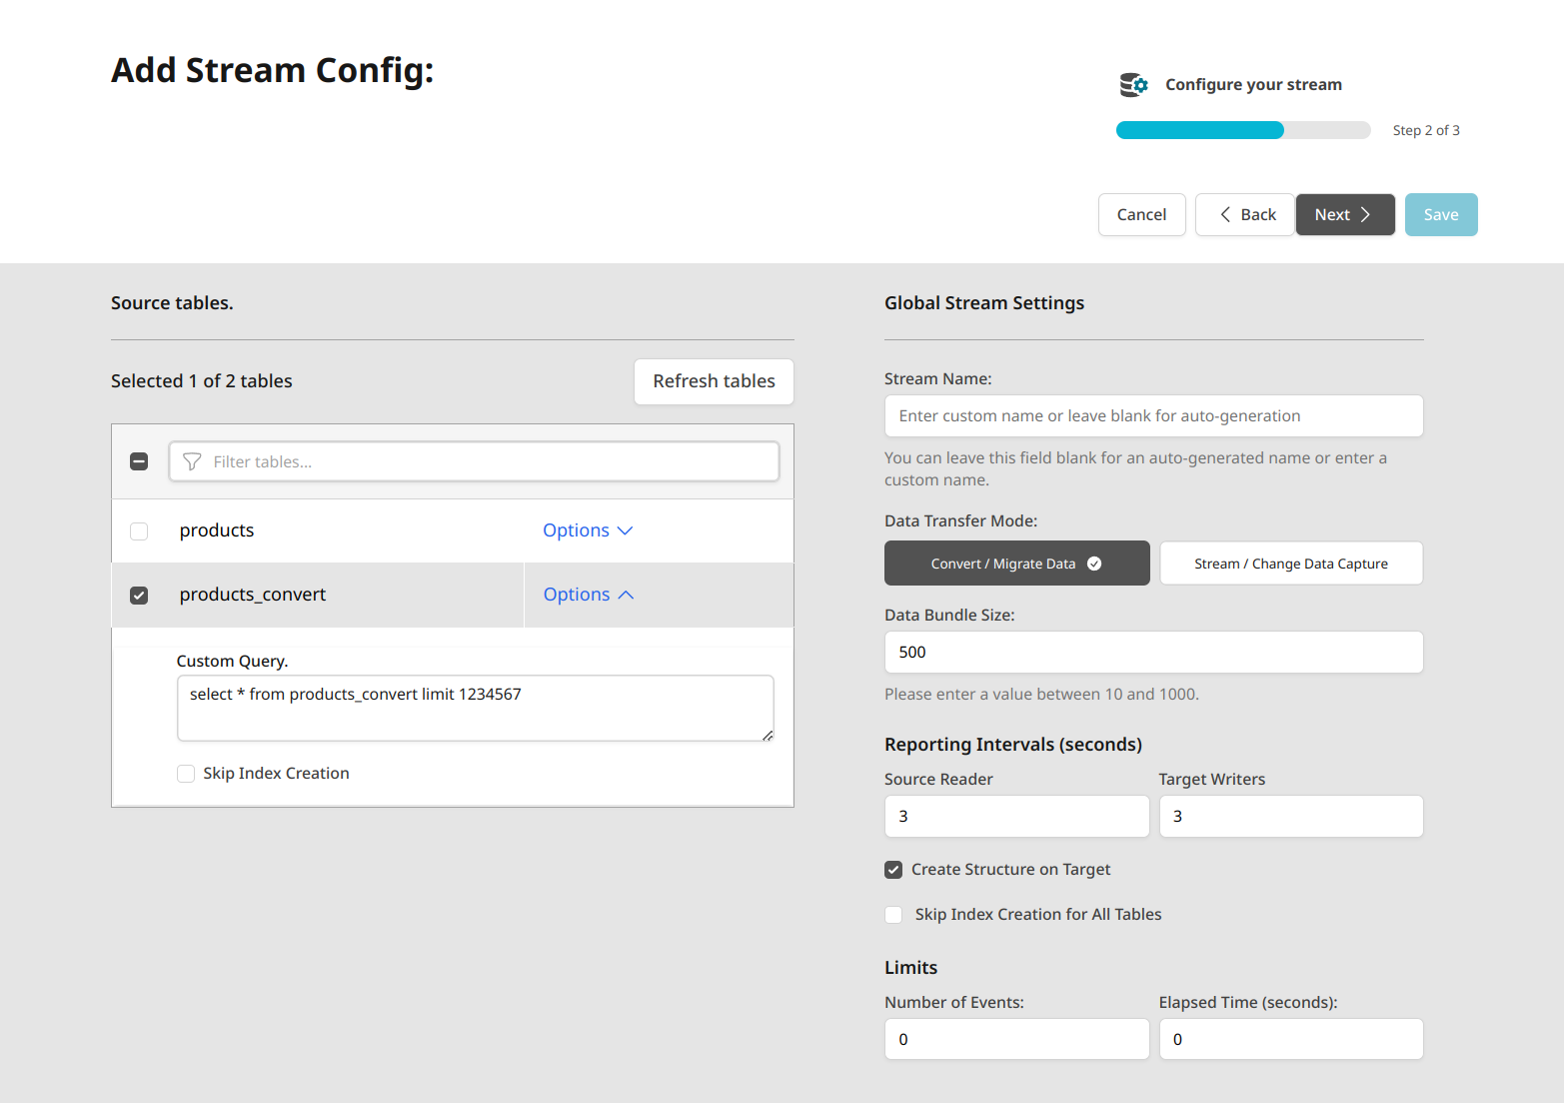 Add Stream Config:
Configure your stream
Step 2 of 3
Cancel
Back
Next
Save
Source tables.
Selected 1 of 2 tables
Refresh tables
Filter tables...
products
Options
products_convert
Options
Custom Query.
select * from products_convert limit 1234567
Skip Index Creation
Global Stream Settings
Stream Name:
Enter custom name or leave blank for auto-generation
You can leave this field blank for an auto-generated name or enter a
custom name.
Data Transfer Mode:
Convert / Migrate Data
Stream / Change Data Capture
Data Bundle Size:
500
Please enter a value between 10 and 1000.
Reporting Intervals (seconds)
Source Reader
Target Writers
3
3
Create Structure on Target
Skip Index Creation for All Tables
Limits
Number of Events:
Elapsed Time (seconds):
0
0